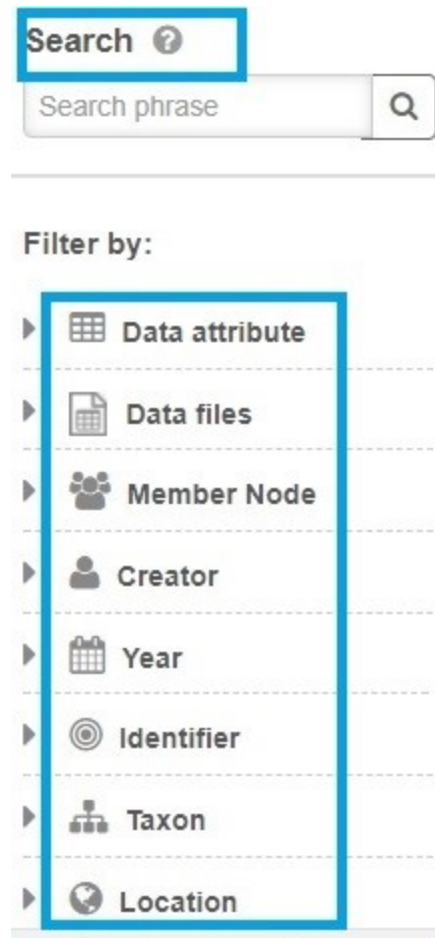 Search
Search phrase
Filter by:
Data attribute
Data files
Member Node
Creator
Year
Identifier
Taxon
Location